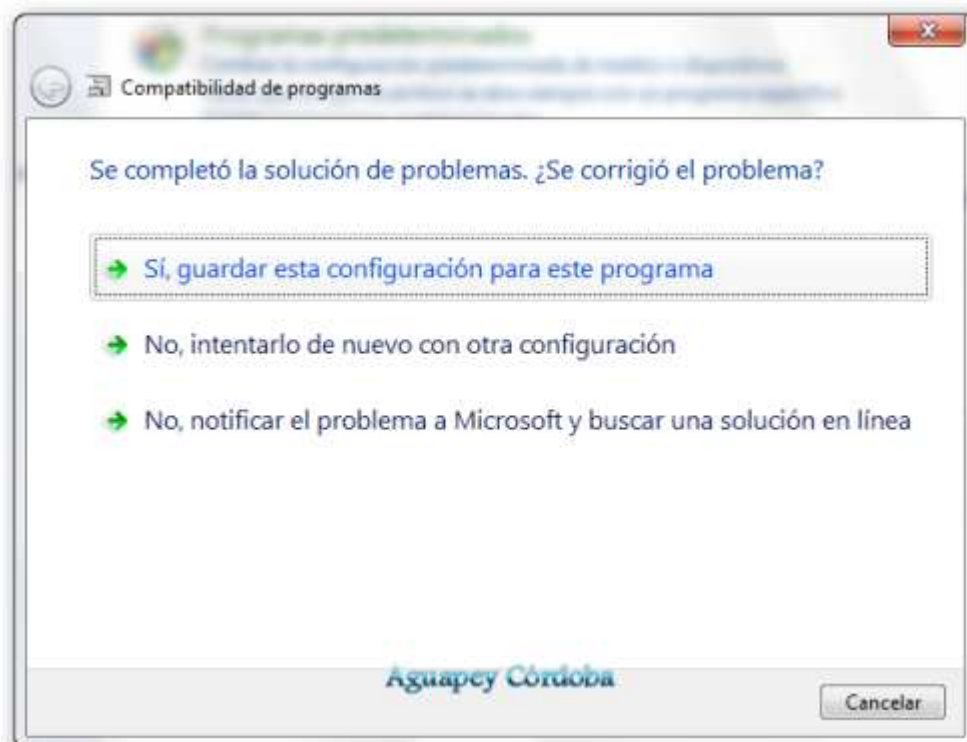 Programas predeterminados
Compatibilidad de programas
Se completó la solución de problemas. ¿Se corrigió el problema?
Sí, guardar esta configuración para este programa
No, intentarlo de nuevo con otra configuración
No, notificar el problema a Microsoft y buscar una solución en línea
Aguapey Córdoba
Cancelar